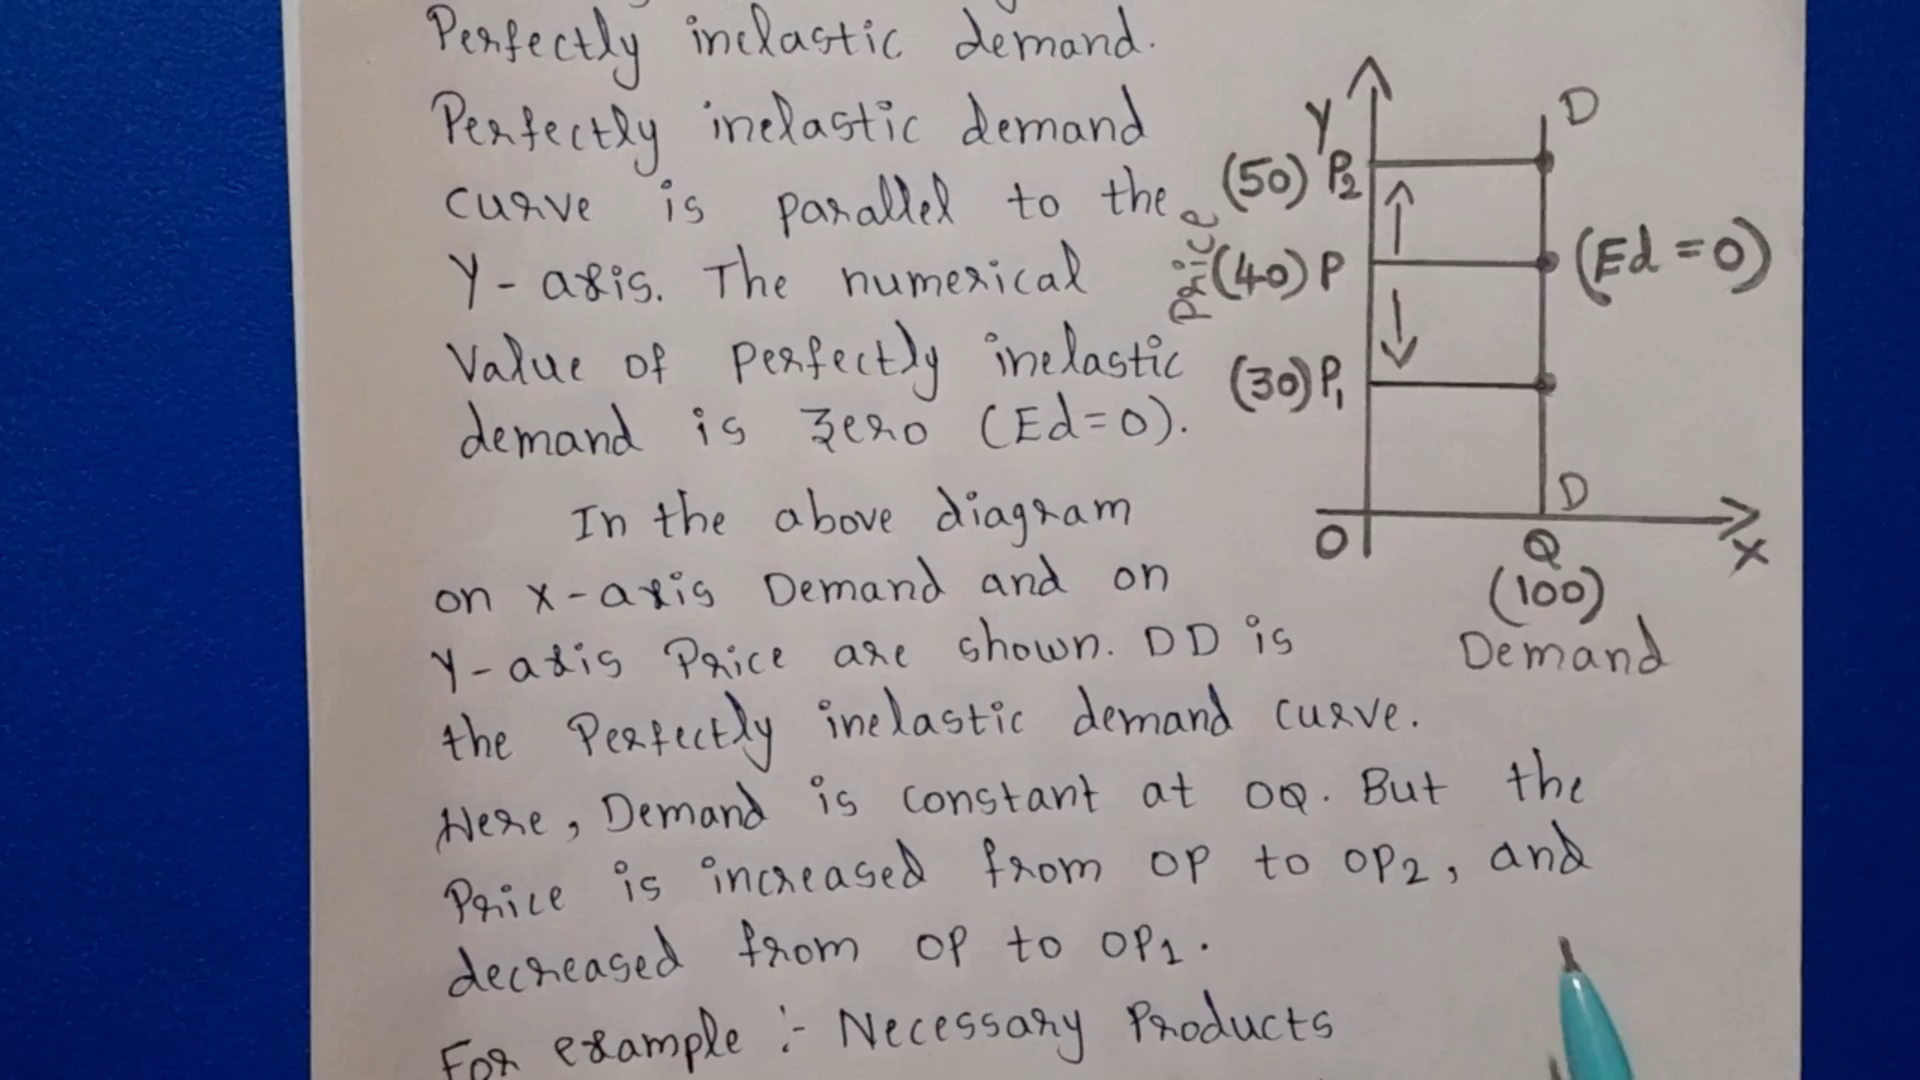 Perfectly inelastic demand.
Perfectly inelastic demand
curve is parallel to the
Y-axis. The numerical
Value of perfectly inelastic
demand is zero (Ed=0).
In the above diagram
on x-axis Demand and on
Y-axis Price are shown. DD is
the Perfectly inelastic demand curve.
Here, Demand is constant at OQ. But the
Price is increased from OP to OP2, and
decreased from OP to OP1.
For example :- Necessary Products
Y
D
(50) P2
Price
(40) P
(Ed=0)
(30) P1
D
O
Q
X
(100)
Demand